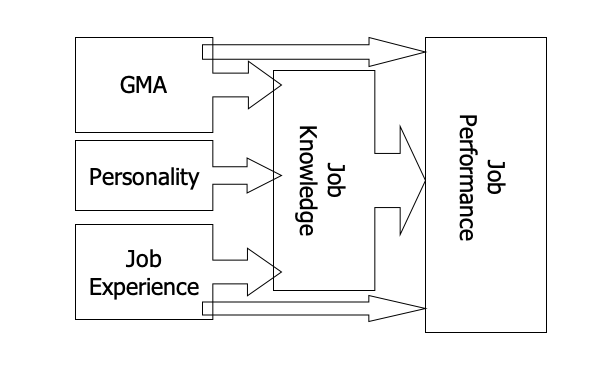 GMA
Personality
Job
Experience
Job
Knowledge
Job
Performance